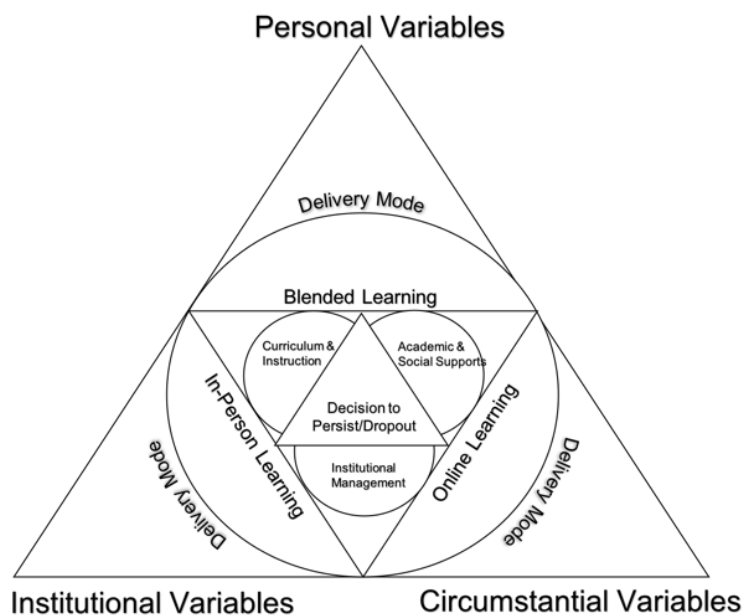 Personal Variables
Delivery Mode
Blended Learning
Curriculum &
Instruction
Academic &
Social Supports
In-Person Learning
Decision to
Persist/Dropout
Online Learning
Institutional
Management
Delivery Mode
Delivery Mode
Institutional Variables
Circumstantial Variables